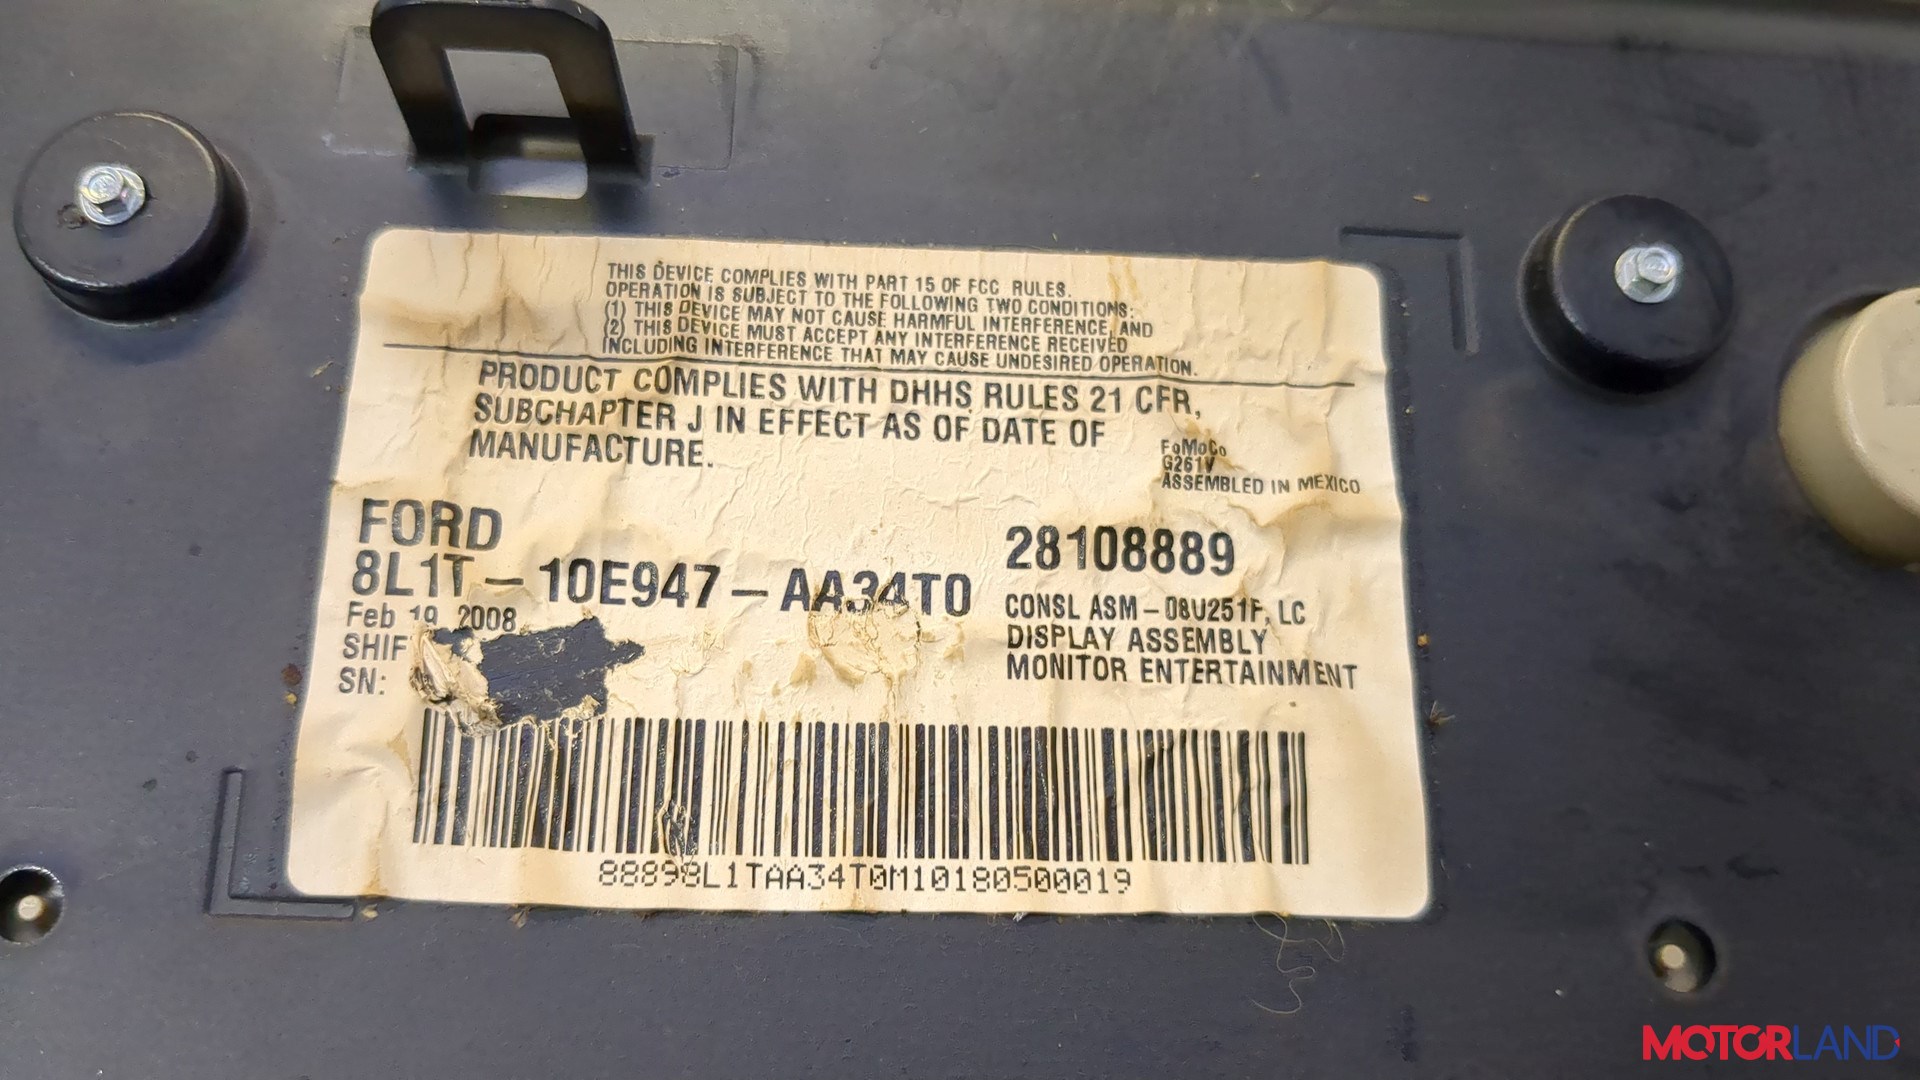 THIS DEVICE COMPLIES WITH PART 15 OF FCC RULES.
OPERATION IS SUBJECT TO THE FOLLOWING TWO CONDITIONS:
(1) THIS DEVICE MAY NOT CAUSE HARMFUL INTERFERENCE, AND
(2) THIS DEVICE MUST ACCEPT ANY INTERFERENCE RECEIVED
INCLUDING INTERFERENCE THAT MAY CAUSE UNDESIRED OPERATION.
PRODUCT COMPLIES WITH DHHS RULES 21 CFR,
SUBCHAPTER J IN EFFECT AS OF DATE OF
MANUFACTURE.
FoMoCo
G261V
ASSEMBLED IN MEXICO
FORD
8L1T-10E947-AA34T0
Feb 19, 2008
SHIF
SN:
28108889
CONSL ASM-08U251F, LC
DISPLAY ASSEMBLY
MONITOR ENTERTAINMENT
88898L1TAA34T0M10180500019
MOTORLAND